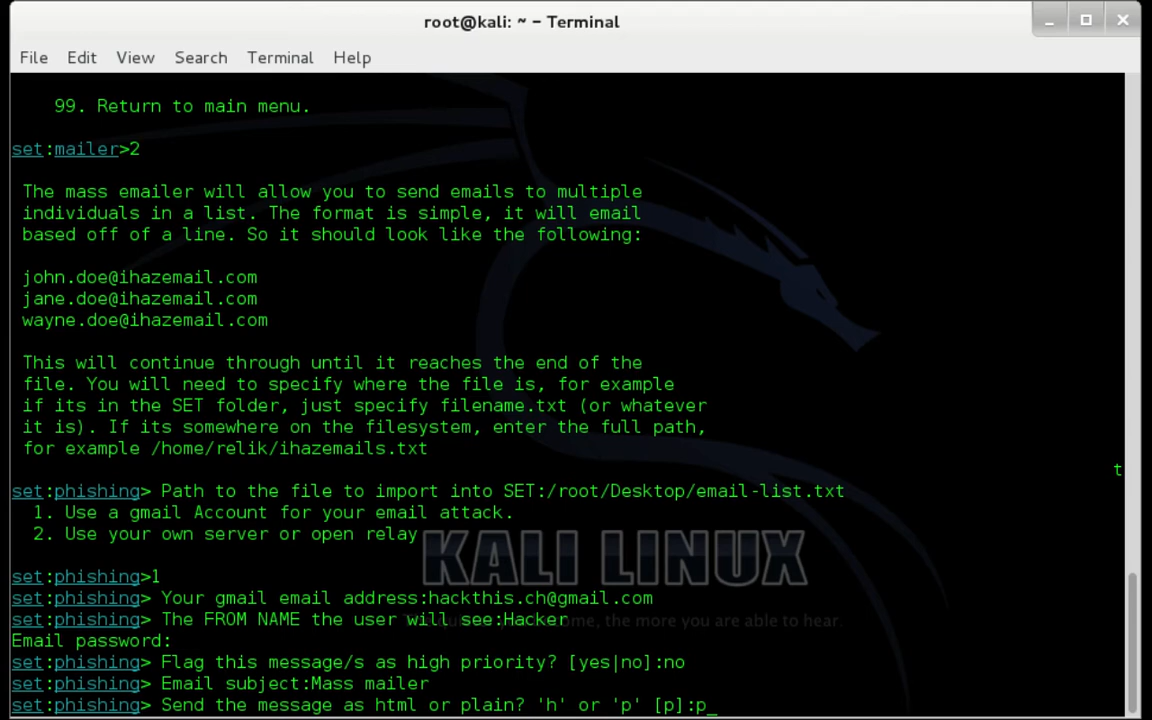 root@kali: ~ – Terminal
File Edit View Search Terminal Help
99. Return to main menu.
set:mailer>2
The mass emailer will allow you to send emails to multiple
individuals in a list. The format is simple, it will email
based off of a line. So it should look like the following:
john.doe@ihazemail.com
jane.doe@ihazemail.com
wayne.doe@ihazemail.com
This will continue through until it reaches the end of the
file. You will need to specify where the file is, for example
if its in the SET folder, just specify filename.txt (or whatever
it is). If its somewhere on the filesystem, enter the full path,
for example /home/relik/ihazemails.txt
t
set:phishing> Path to the file to import into SET:/root/Desktop/email-list.txt
1. Use a gmail Account for your email attack.
2. Use your own server or open relay
KALI LINUX
set:phishing>1
set:phishing> Your gmail email address:hackthis.ch@gmail.com
set:phishing> The FROM NAME the user will see:Hacker
the more you are able to hear
Email password:
set:phishing> Flag this message/s as high priority? [yes|no]:no
set:phishing> Email subject:Mass mailer
set:phishing> Send the message as html or plain? 'h' or 'p' [p]:p_